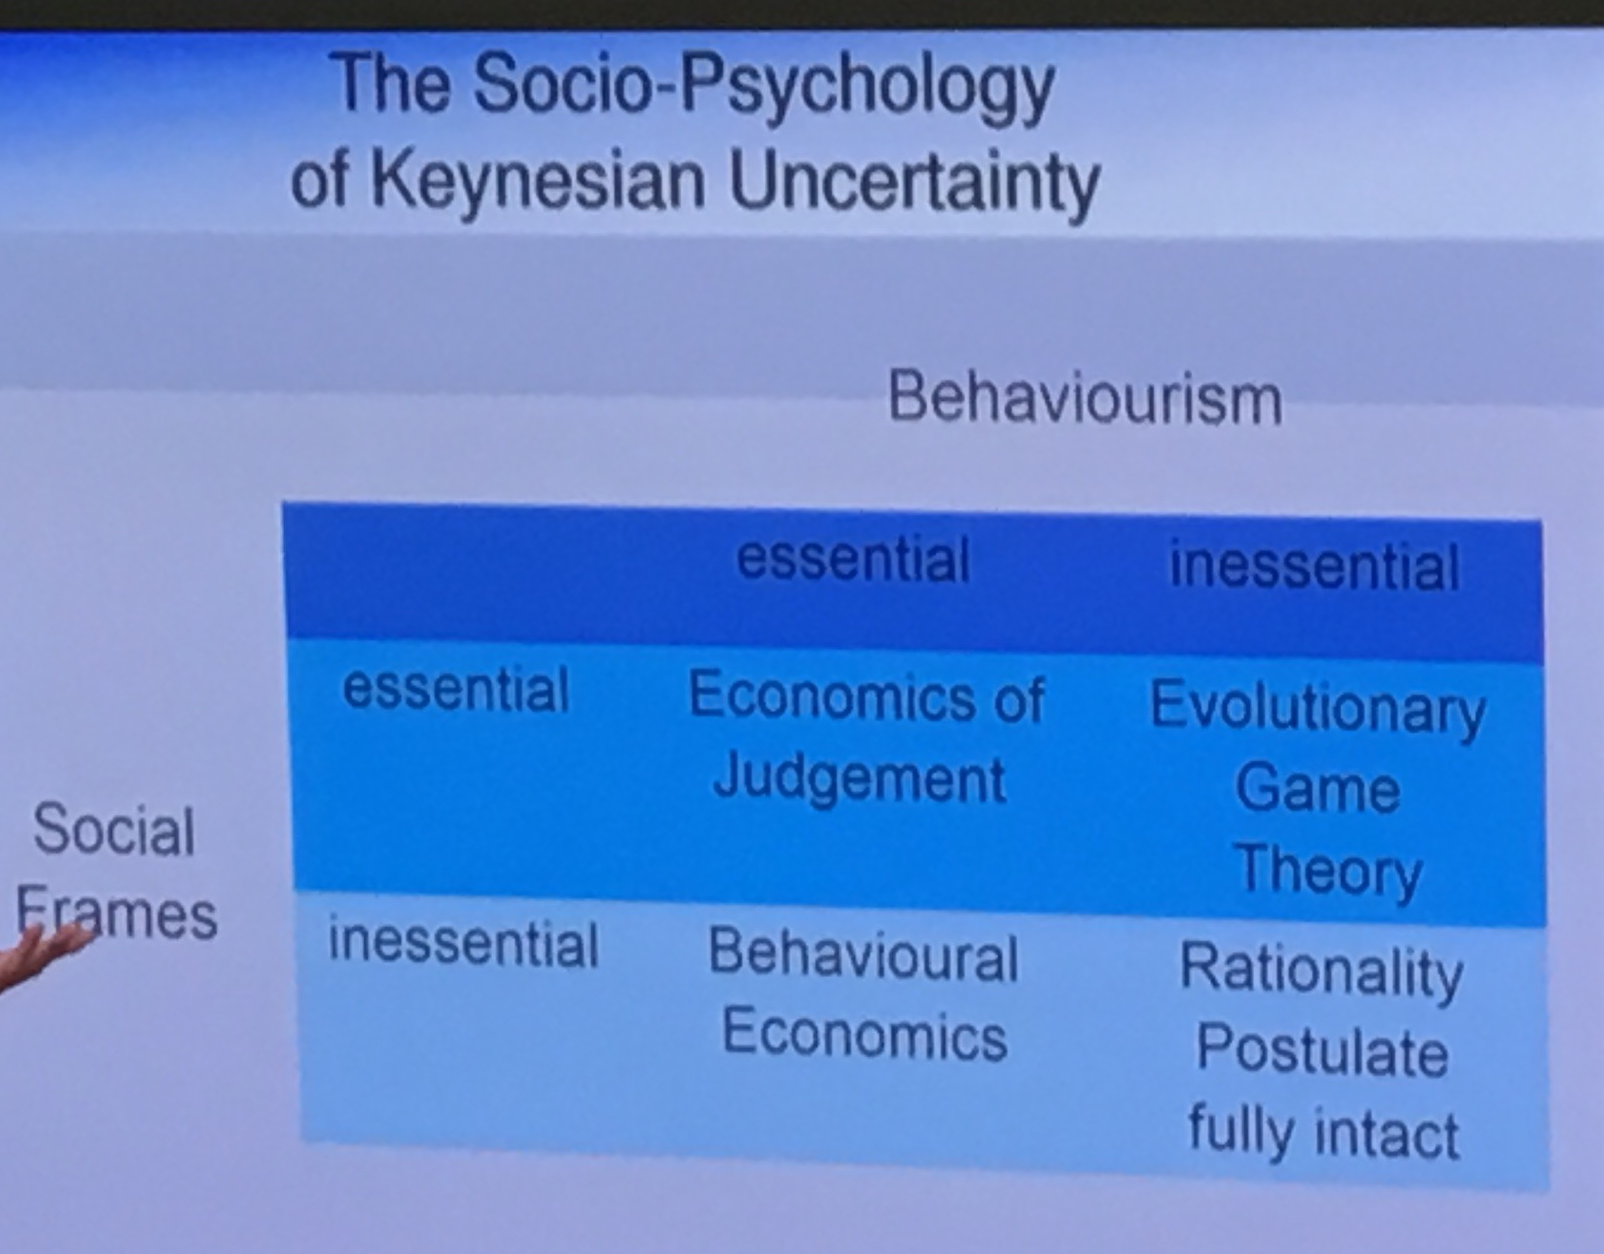 The Socio-Psychology
of Keynesian Uncertainty
Behaviourism
essential inessential
essential Economics of Evolutionary
Judgement Game
Theory
Social
Frames
inessential Behavioural Rationality
Economics Postulate
fully intact